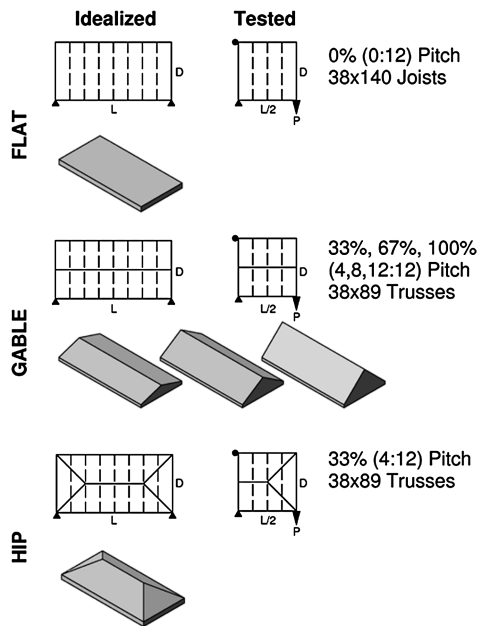 Idealized
Tested
FLAT
D
L
D
L/2
P
0% (0:12) Pitch
38x140 Joists
GABLE
D
L
D
L/2
P
33%, 67%, 100%
(4,8,12:12) Pitch
38x89 Trusses
HIP
D
L
D
L/2
P
33% (4:12) Pitch
38x89 Trusses